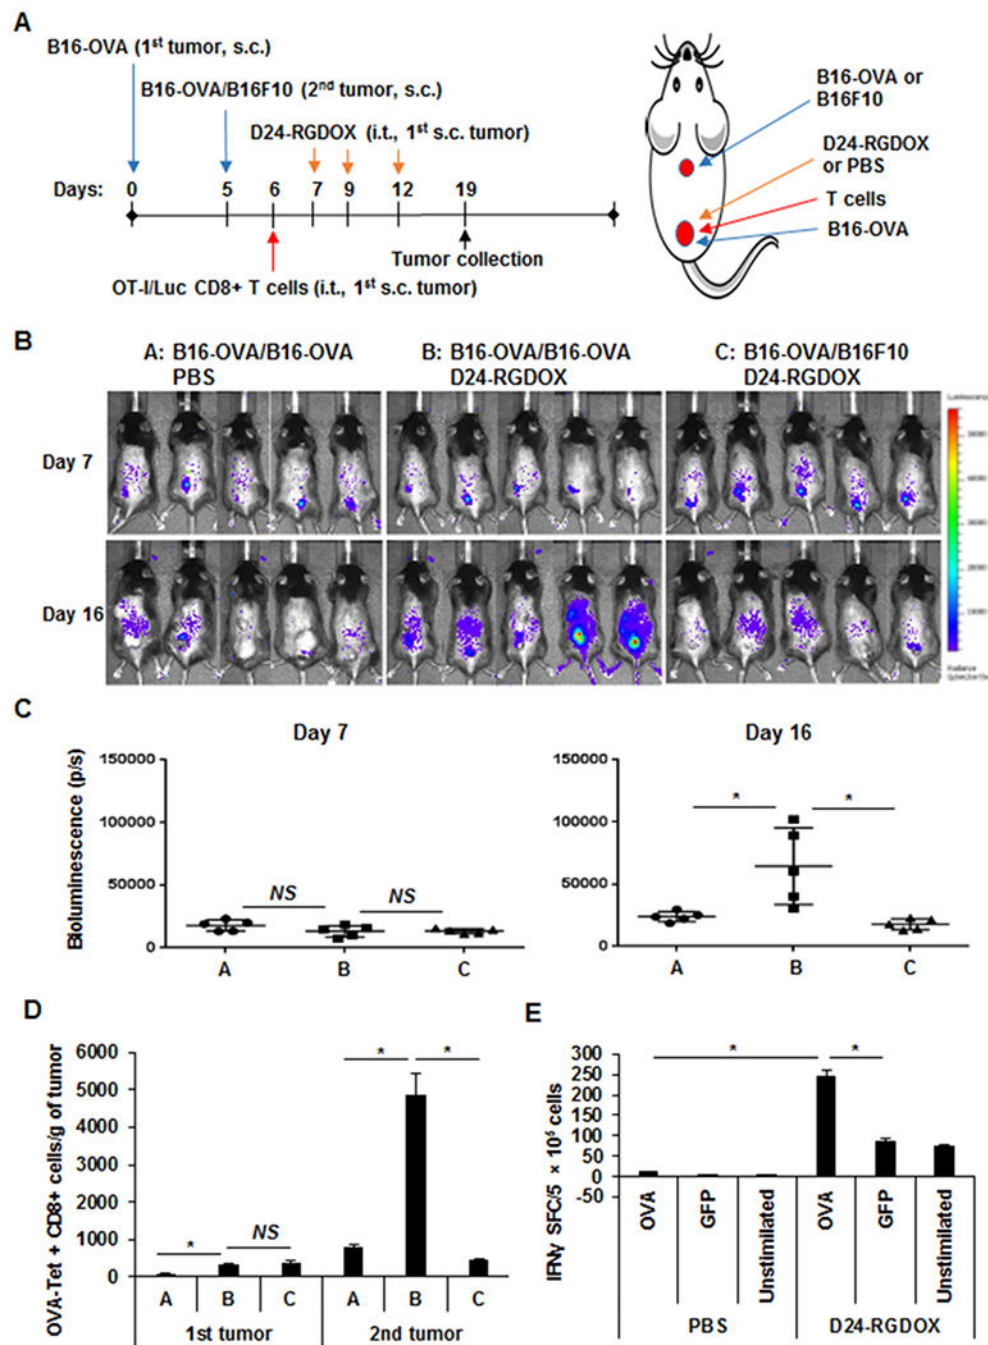 A
B16-OVA (1st tumor, s.c.)
B16-OVA/B16F10 (2nd tumor, s.c.)
D24-RGDOX (i.t., 1st s.c. tumor)
Days: 0 5 6 7 9 12 19
Tumor collection
OT-I/Luc CD8+ T cells (i.t., 1st s.c. tumor)
B16-OVA or
B16F10
D24-RGDOX
or PBS
T cells
B16-OVA
B
A: B16-OVA/B16-OVA
PBS
B: B16-OVA/B16-OVA
D24-RGDOX
C: B16-OVA/B16F10
D24-RGDOX
Day 7
Day 16
Luminescence
Radiance
C
Day 7
Bioluminescence (p/s)
150000
100000
50000
0
NS
NS
A B C
Day 16
150000
100000
50000
0
*
*
A B C
D
OVA-Tet + CD8+ cells/g of tumor
6000
5000
4000
3000
2000
1000
0
*
NS
*
*
A B C A B C
1st tumor 2nd tumor
E
IFNγ SFC/5 × 10⁵ cells
300
250
200
150
100
50
0
-50
*
*
OVA
GFP
Unstimilated
OVA
GFP
Unstimilated
PBS D24-RGDOX